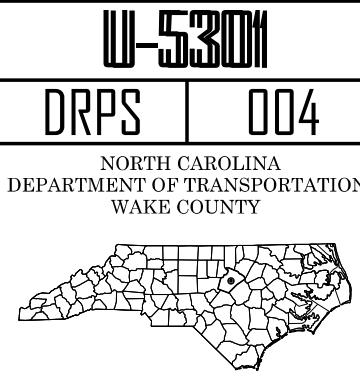 U-5301
DRPS 004
NORTH CAROLINA
DEPARTMENT OF TRANSPORTATION
WAKE COUNTY